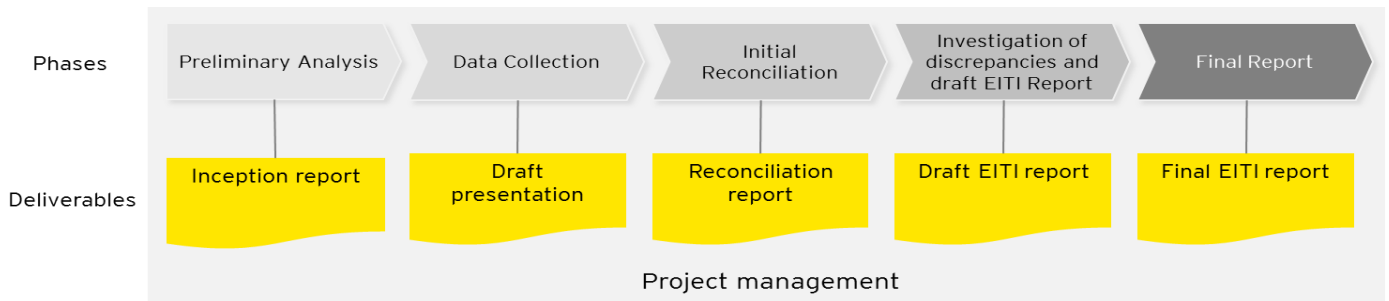 Phases
Preliminary Analysis
Data Collection
Initial
Reconciliation
Investigation of
discrepancies and
draft EITI Report
Final Report
Deliverables
Inception report
Draft
presentation
Reconciliation
report
Draft EITI report
Final EITI report
Project management